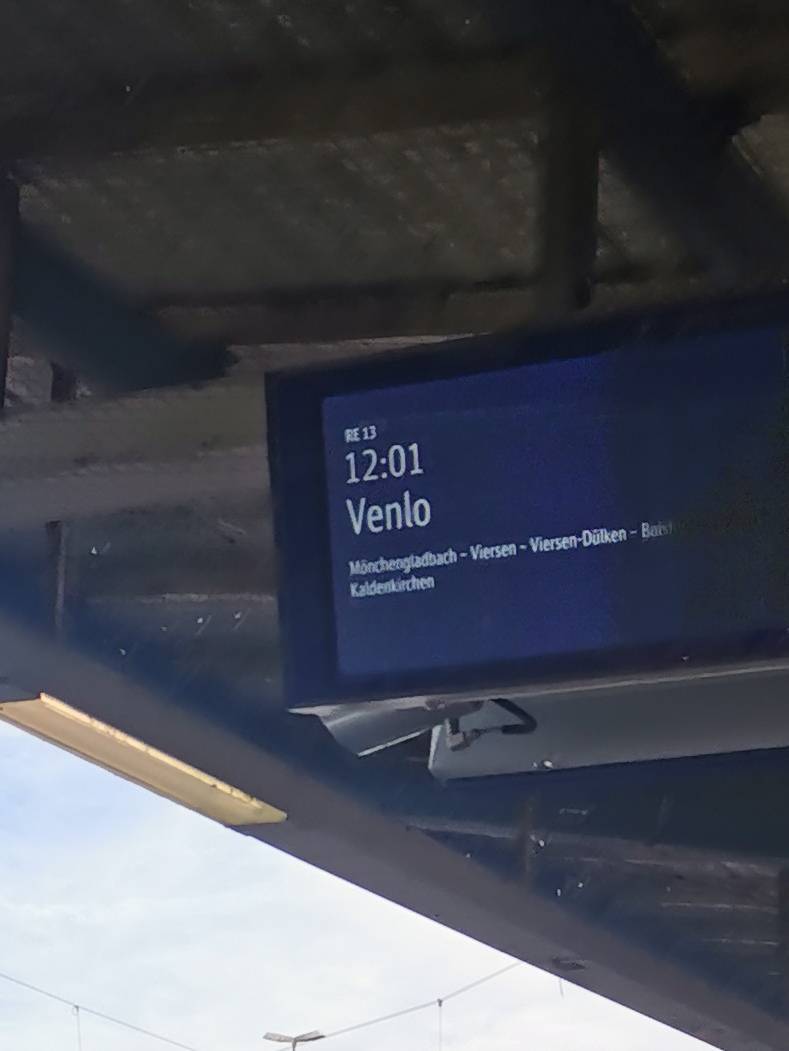 RE 13
12:01
Venlo
Mönchengladbach – Viersen – Viersen-Dülken –
Kaldenkirchen